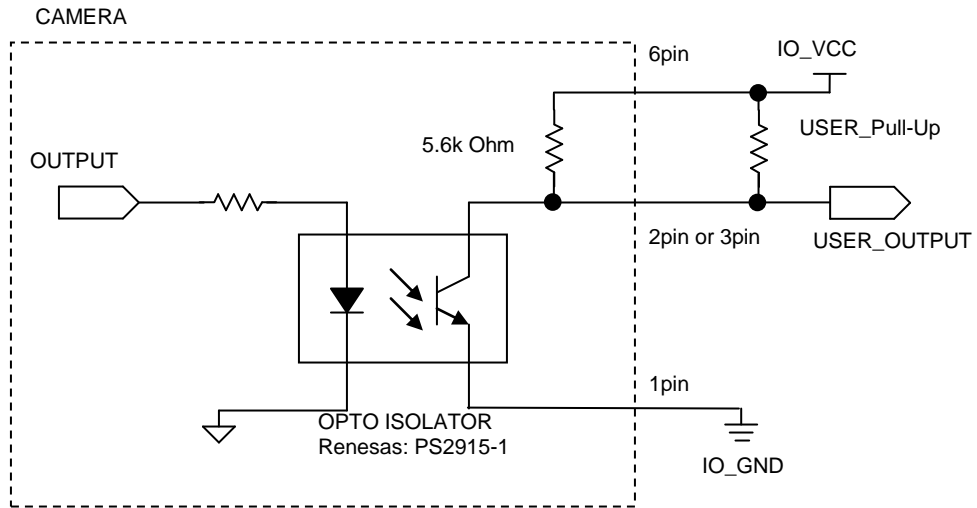 CAMERA
6pin
IO_VCC
5.6k Ohm
USER_Pull-Up
OUTPUT
2pin or 3pin
USER_OUTPUT
1pin
OPTO ISOLATOR
Renesas: PS2915-1
IO_GND